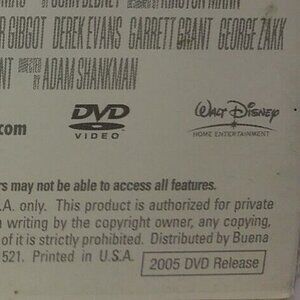 R GIBGOT DEREK EVANS GARRETT GRANT GEORGE ZAKK
NT ADAM SHANKMAN
.com
DVD
VIDEO
Walt Disney
HOME ENTERTAINMENT
rs may not be able to access all features.
.A. only. This product is authorized for private
n writing by the copyright owner, any copying,
of it is strictly prohibited. Distributed by Buena
521. Printed in U.S.A.
2005 DVD Release